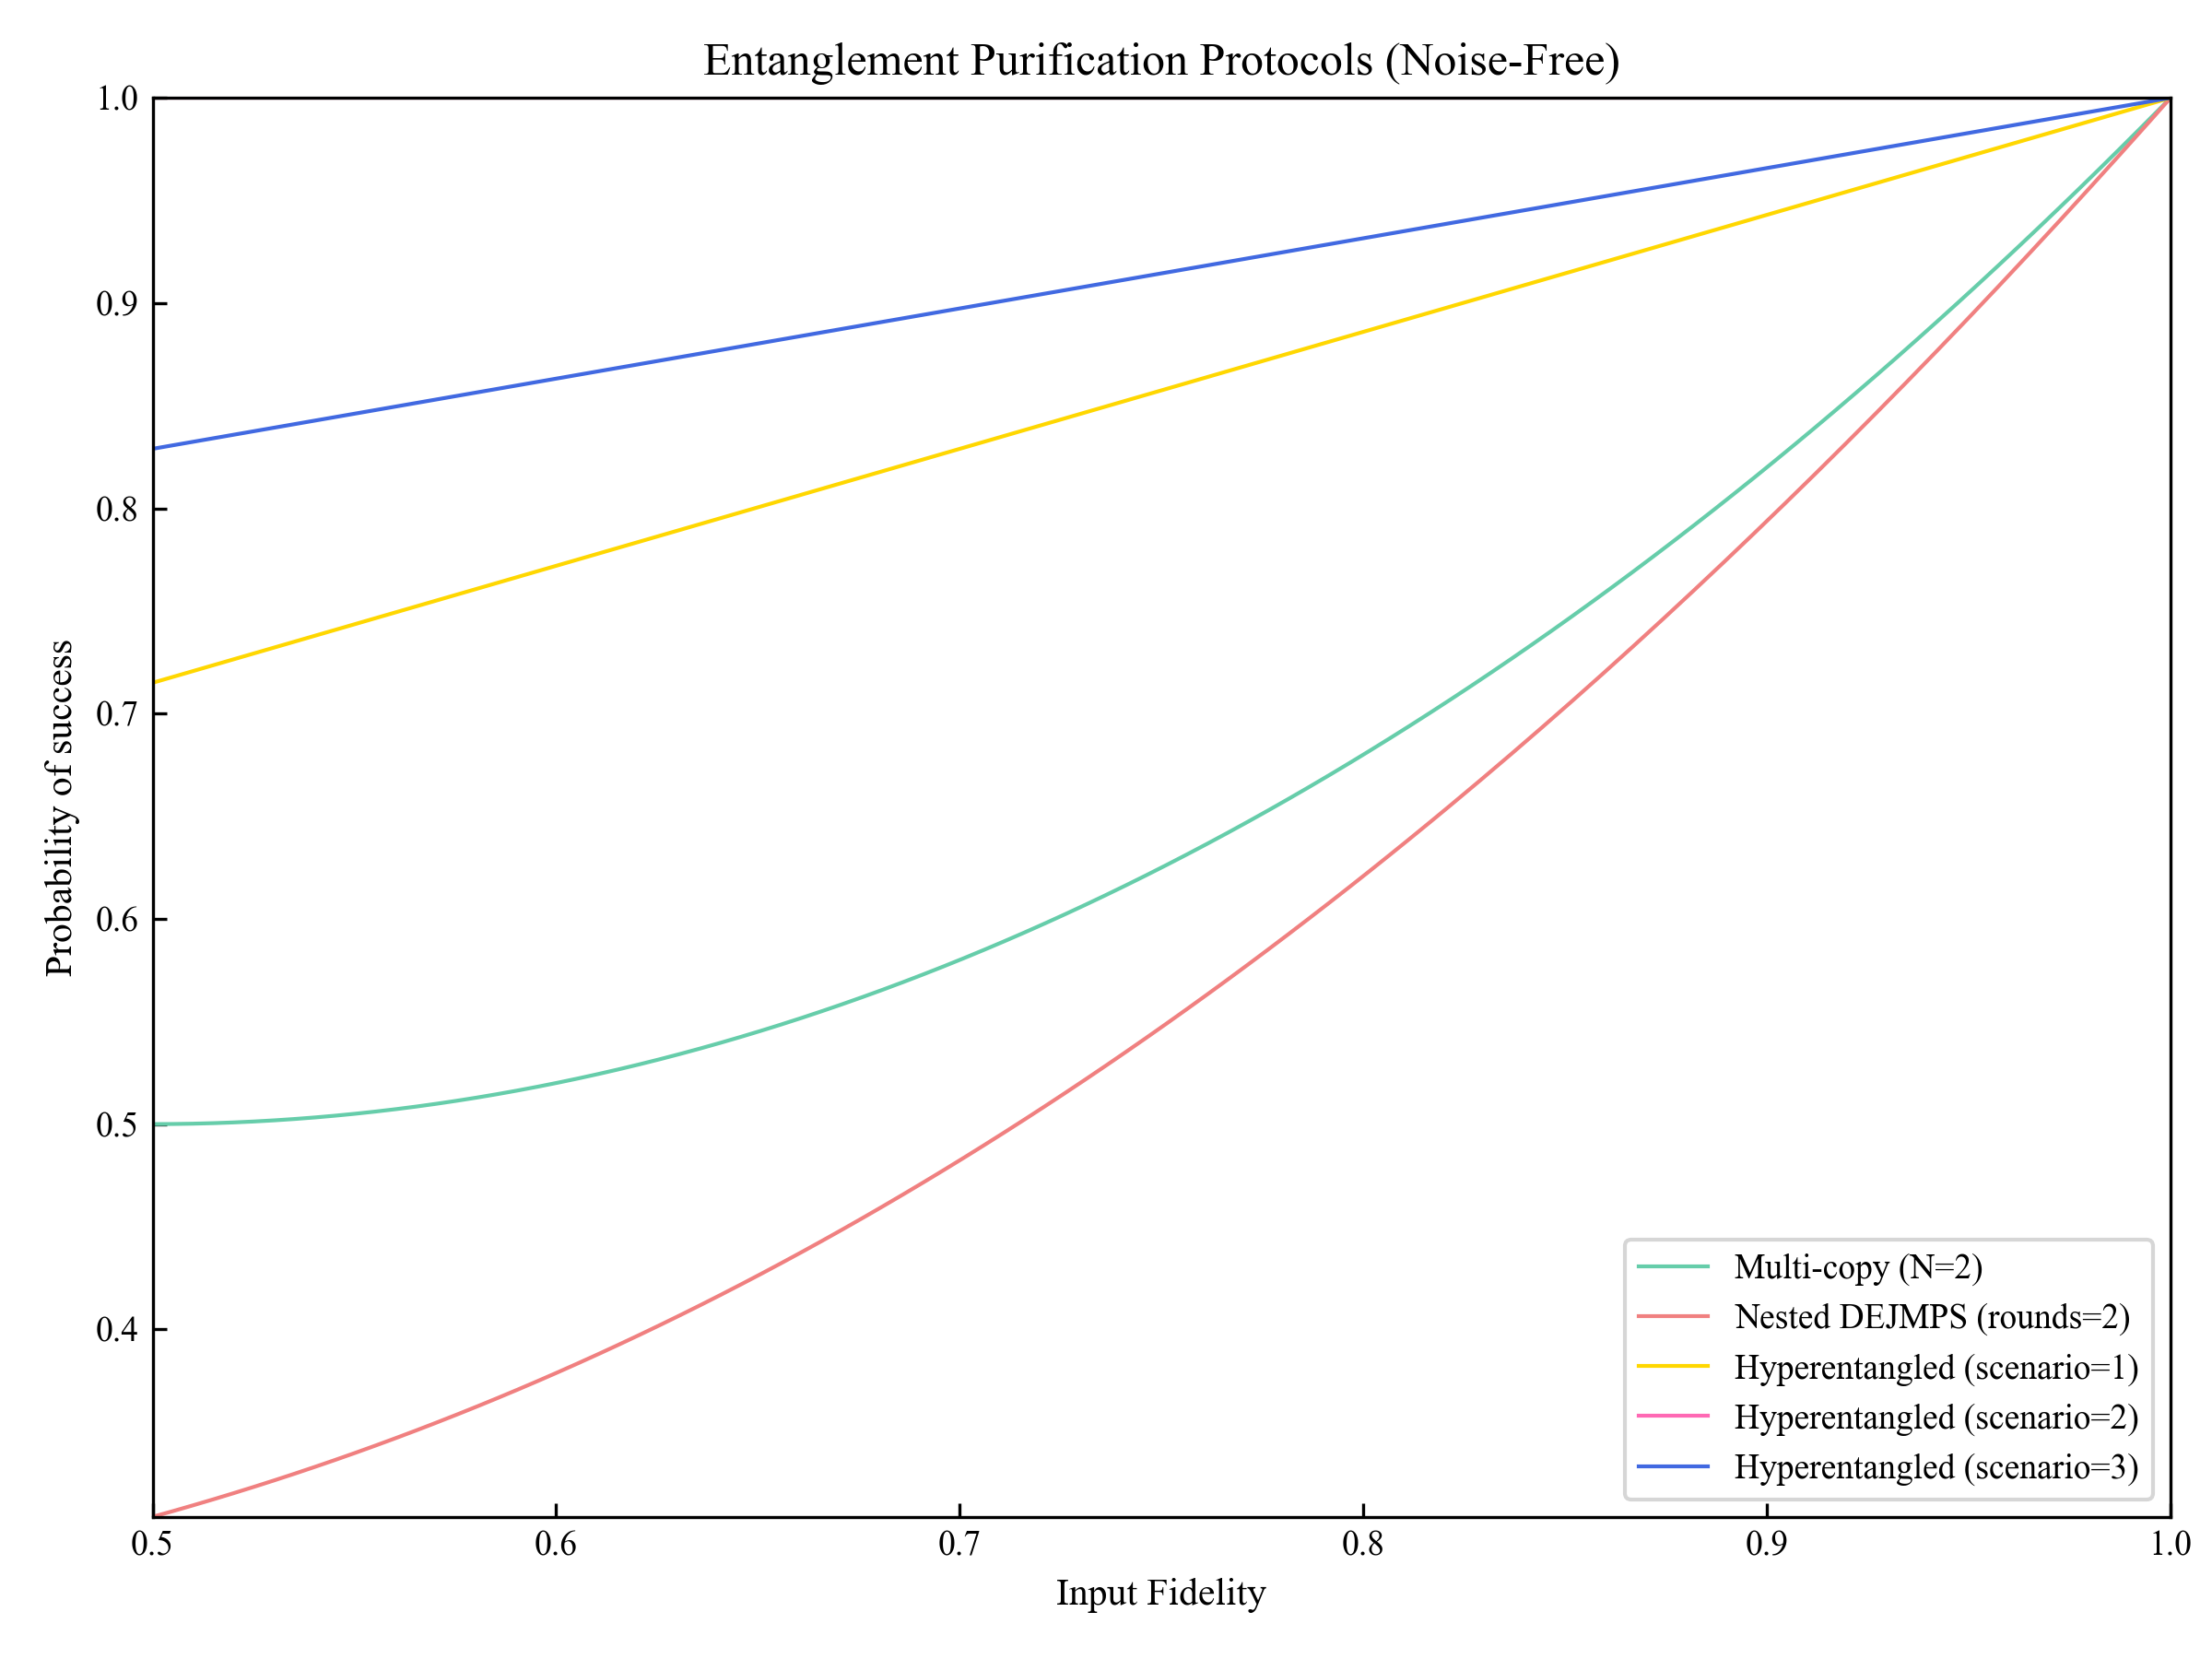 Entanglement Purification Protocols (Noise-Free)
1.0
0.9
0.8
0.7
0.6
0.5
0.4
Probability of success
0.5 0.6 0.7 0.8 0.9 1.0
Input Fidelity
Multi-copy (N=2)
Nested DEJMPS (rounds=2)
Hyperentangled (scenario=1)
Hyperentangled (scenario=2)
Hyperentangled (scenario=3)